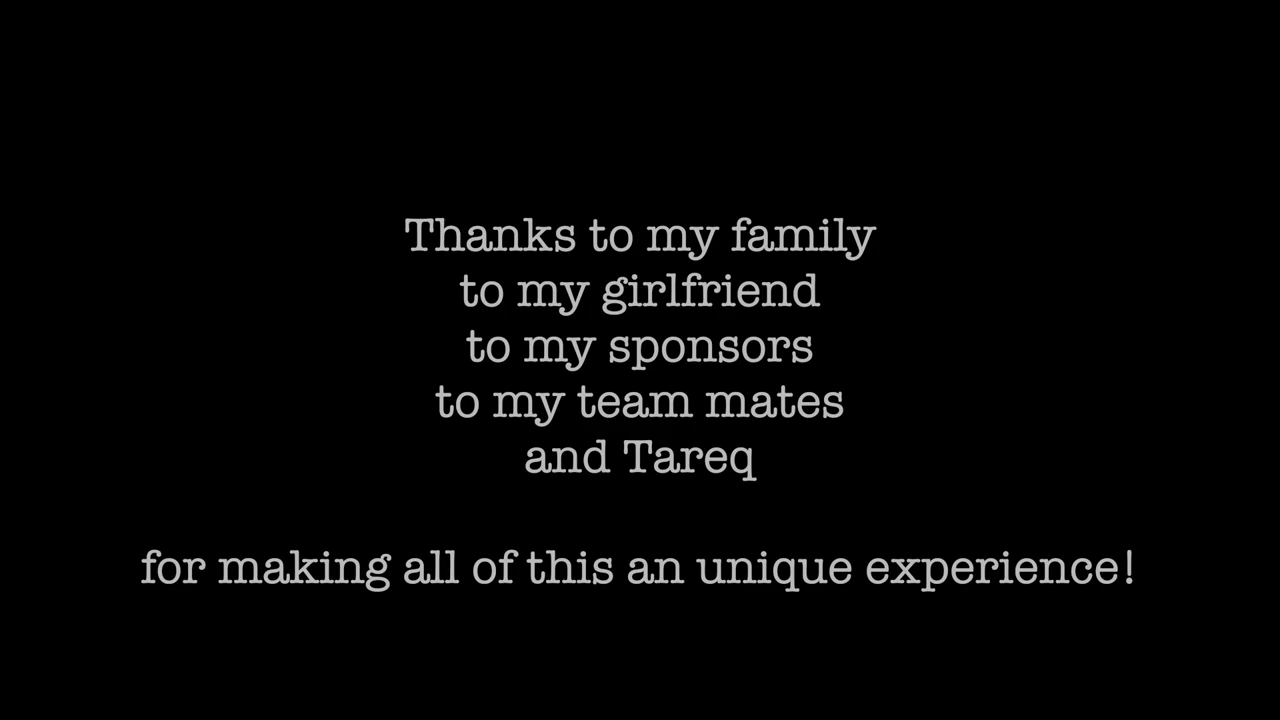 Thanks to my family
to my girlfriend
to my sponsors
to my team mates
and Tareq
for making all of this an unique experience!